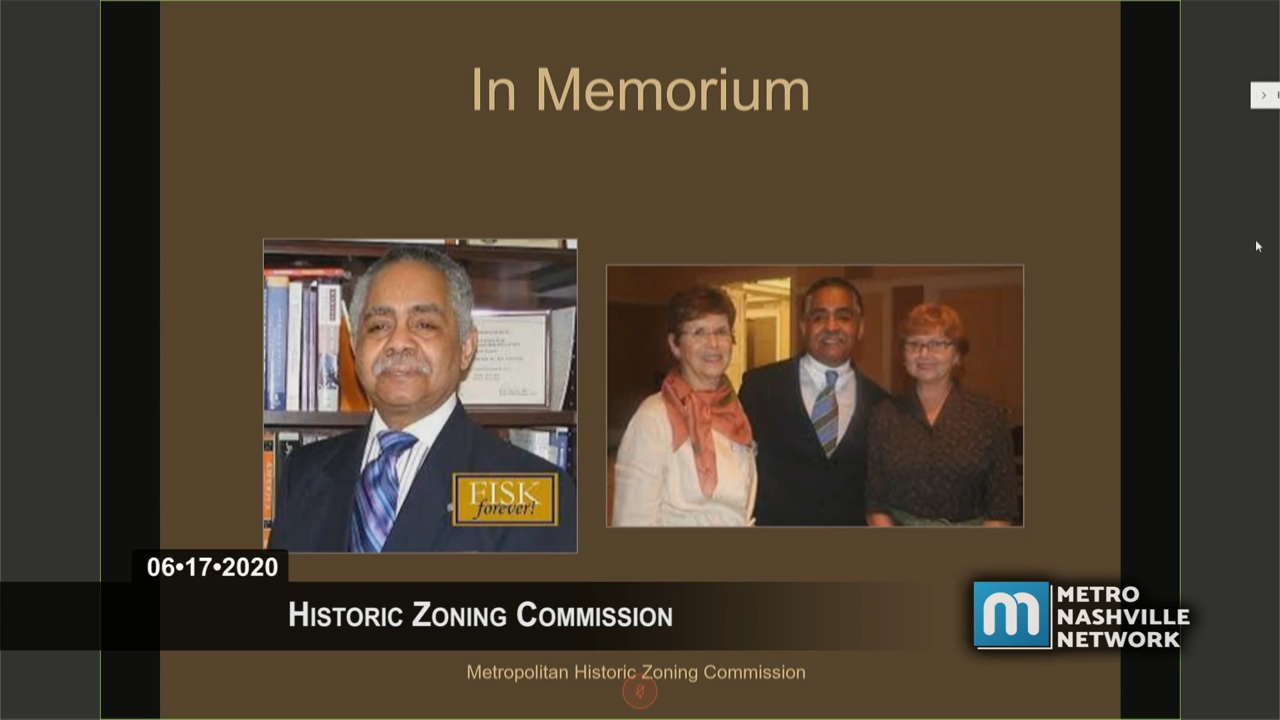 In Memorium
FISK
forever!
06•17•2020
Historic Zoning Commission
m METRO
NASHVILLE
NETWORK
Metropolitan Historic Zoning Commission